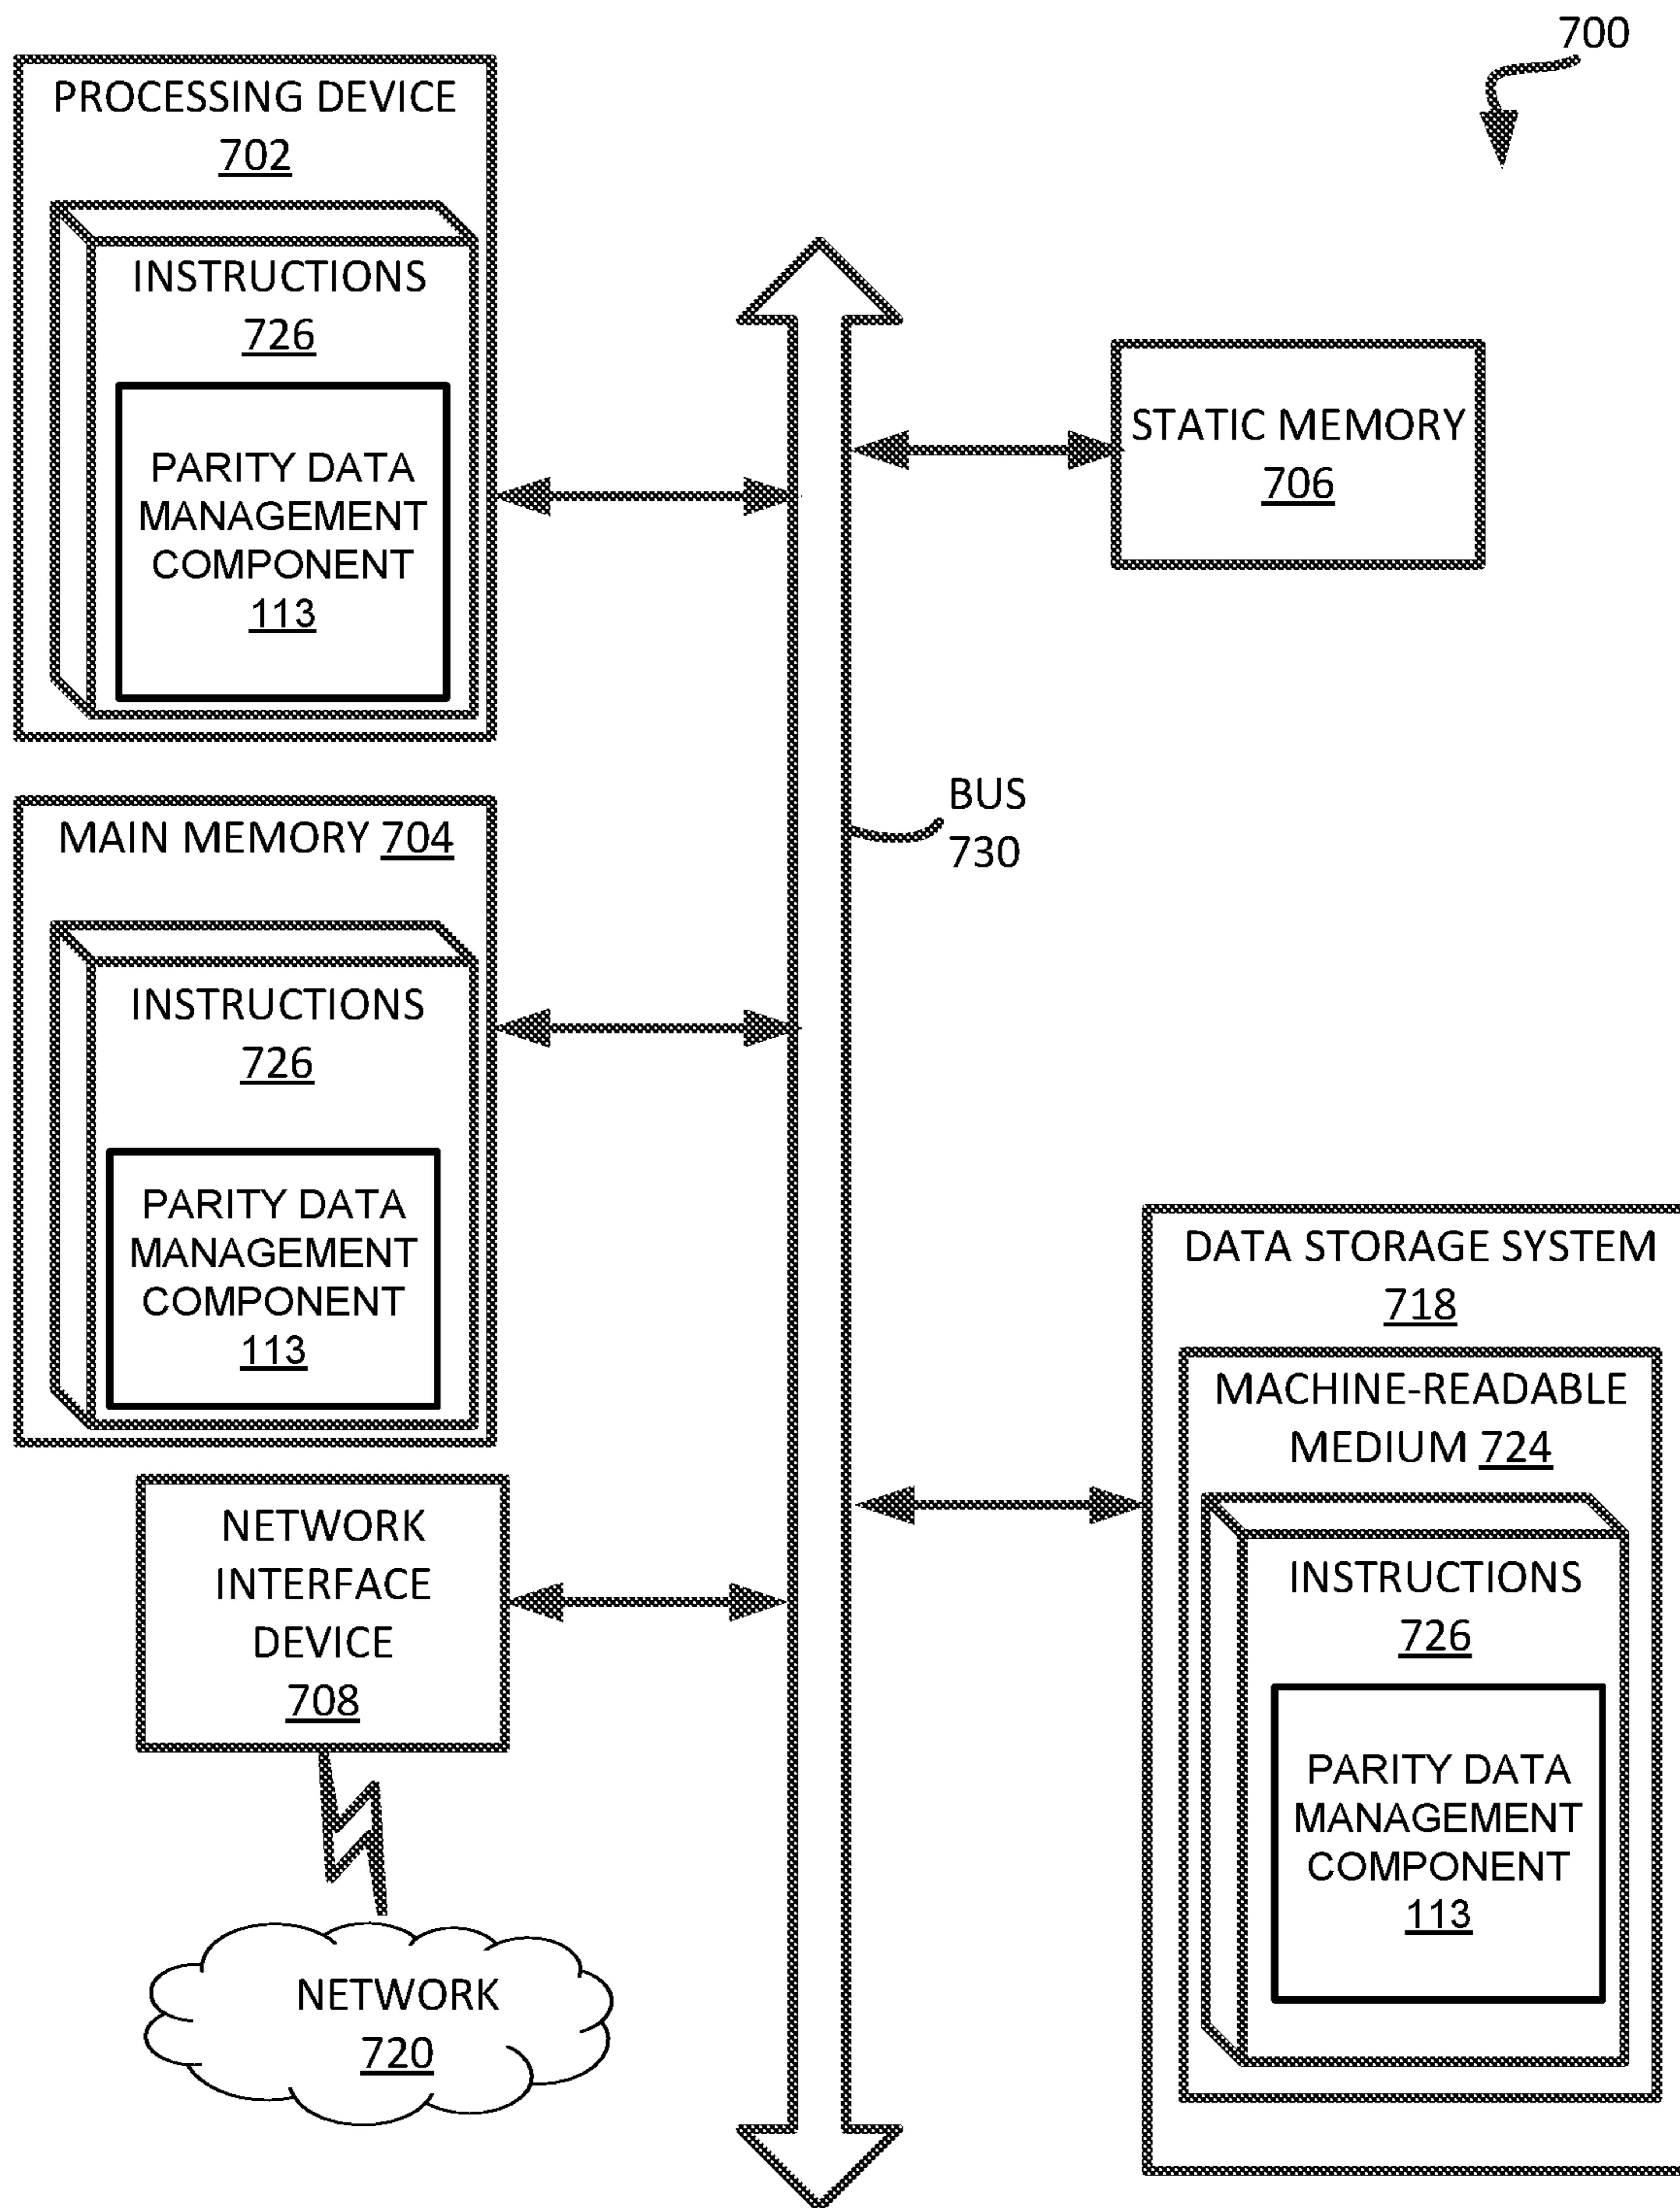 700
PROCESSING DEVICE
702
INSTRUCTIONS
726
PARITY DATA
MANAGEMENT
COMPONENT
113
STATIC MEMORY
706
BUS
730
MAIN MEMORY 704
INSTRUCTIONS
726
PARITY DATA
MANAGEMENT
COMPONENT
113
DATA STORAGE SYSTEM
718
MACHINE-READABLE
MEDIUM 724
INSTRUCTIONS
726
PARITY DATA
MANAGEMENT
COMPONENT
113
NETWORK
INTERFACE
DEVICE
708
NETWORK
720